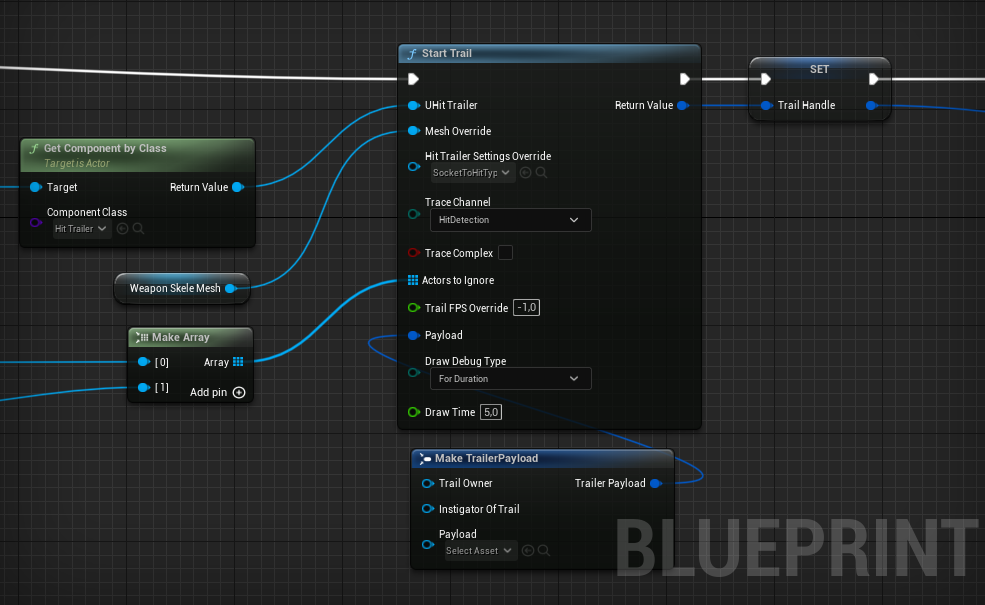 Start Trail
SET
UHit Trailer
Return Value
Trail Handle
Mesh Override
Get Component by Class
Target is Actor
Hit Trailer Settings Override
SocketToHitTyp
Target
Return Value
Trace Channel
HitDetection
Component Class
Hit Trailer
Trace Complex
Weapon Skele Mesh
Actors to Ignore
Trail FPS Override
-1,0
Make Array
Payload
[0]
Array
Draw Debug Type
For Duration
[1]
Add pin
Draw Time
5,0
Make TrailerPayload
Trail Owner
Trailer Payload
Instigator Of Trail
Payload
Select Asset
BLUEPRINT